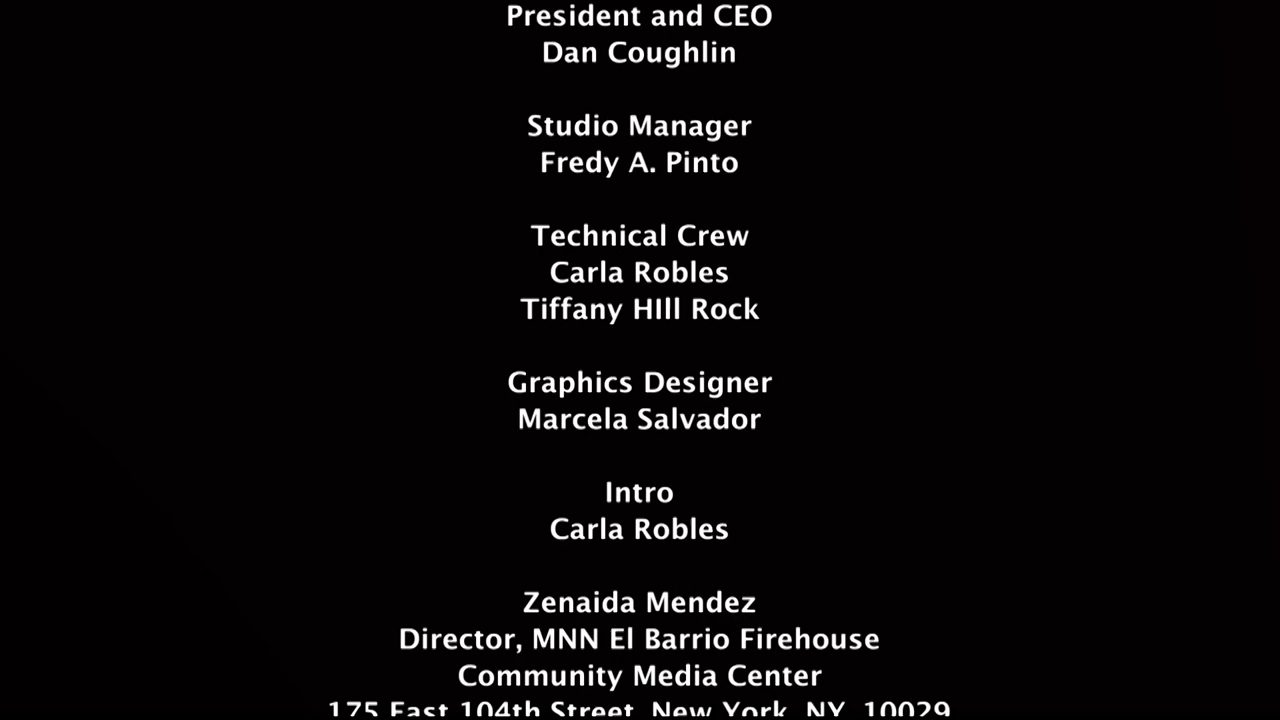 President and CEO
Dan Coughlin
Studio Manager
Fredy A. Pinto
Technical Crew
Carla Robles
Tiffany HIll Rock
Graphics Designer
Marcela Salvador
Intro
Carla Robles
Zenaida Mendez
Director, MNN El Barrio Firehouse
Community Media Center
175 East 104th Street, New York, NY, 10029